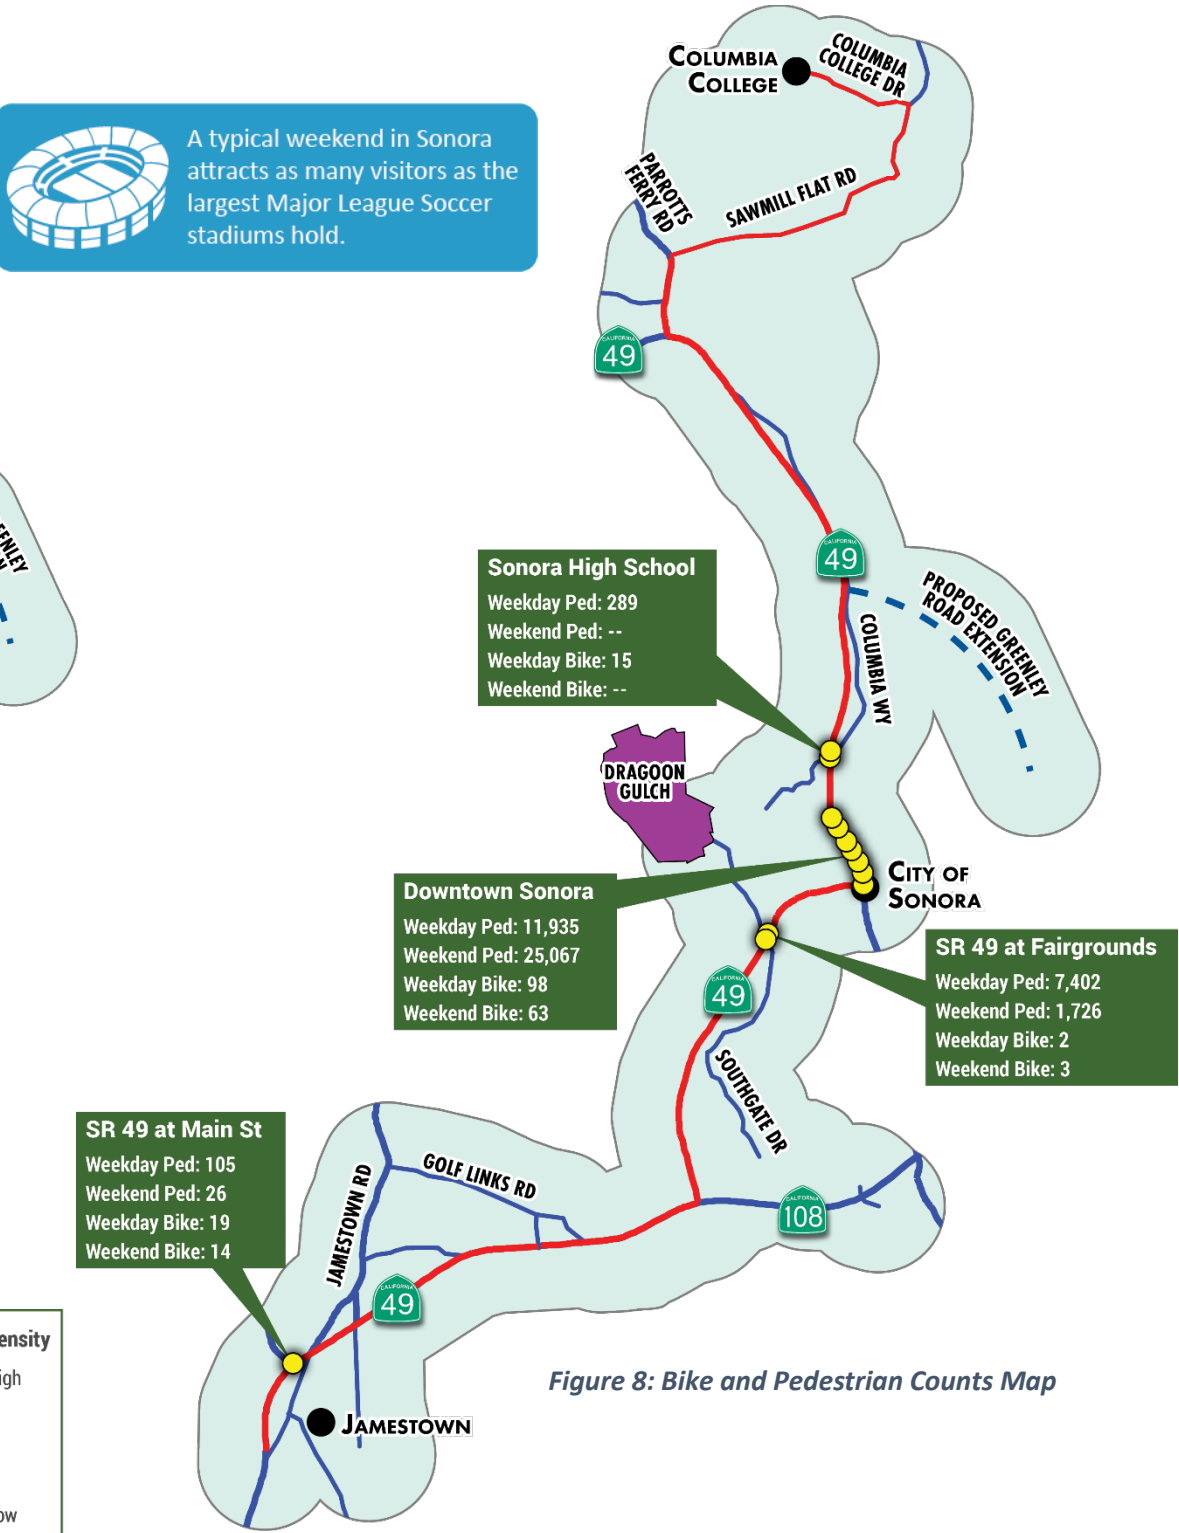 COLUMBIA
COLLEGE
COLUMBIA
COLLEGE DR
A typical weekend in Sonora
attracts as many visitors as the
largest Major League Soccer
stadiums hold.
PARROTTS
FERRY RD
SAWMILL FLAT RD
CALIFORNIA
49
CALIFORNIA
49
Sonora High School
Weekday Ped: 289
Weekend Ped: --
Weekday Bike: 15
Weekend Bike: --
PROPOSED GREENLEY
ROAD EXTENSION
COLUMBIA WY
DRAGOON
GULCH
CITY OF
SONORA
Downtown Sonora
Weekday Ped: 11,935
Weekend Ped: 25,067
Weekday Bike: 98
Weekend Bike: 63
SR 49 at Fairgrounds
Weekday Ped: 7,402
Weekend Ped: 1,726
Weekday Bike: 2
Weekend Bike: 3
CALIFORNIA
49
SOUTHGATE DR
SR 49 at Main St
Weekday Ped: 105
Weekend Ped: 26
Weekday Bike: 19
Weekend Bike: 14
JAMESTOWN RD
GOLF LINKS RD
CALIFORNIA
108
CALIFORNIA
49
Figure 8: Bike and Pedestrian Counts Map
JAMESTOWN